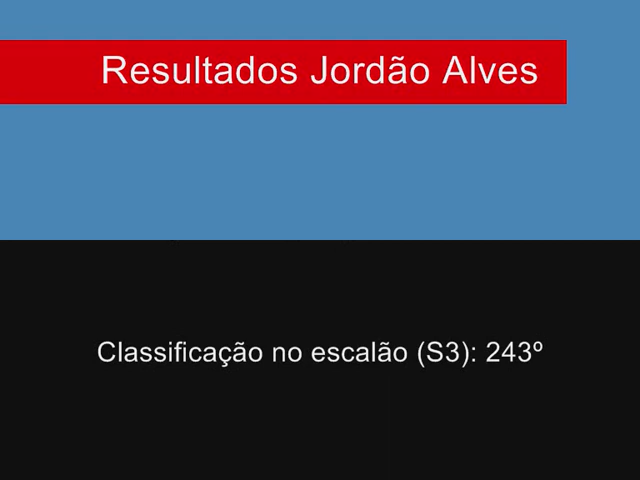 Resultados Jordão Alves
Classificação no escalão (S3): 243º